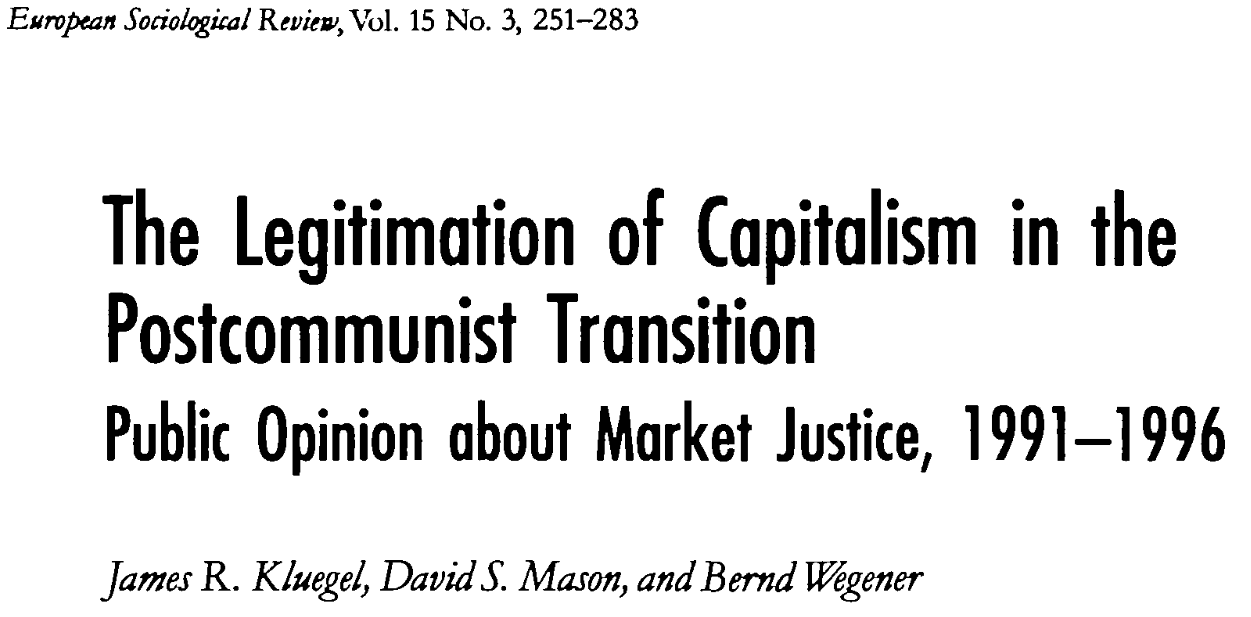 European Sociological Review, Vol. 15 No. 3, 251–283
The Legitimation of Capitalism in the
Postcommunist Transition
Public Opinion about Market Justice, 1991–1996
James R. Kluegel, David S. Mason, and Bernd Wegener